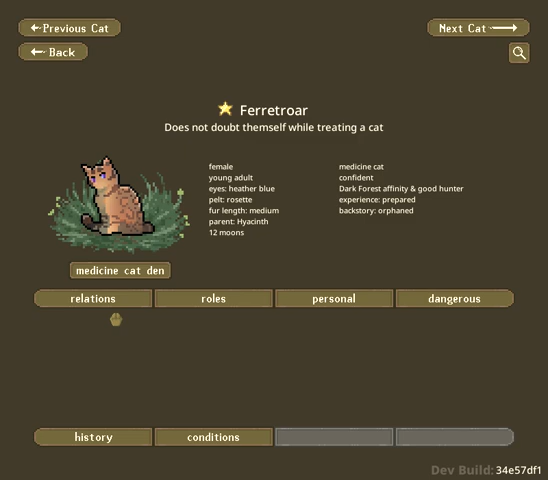 Previous Cat
Next Cat
Back
Ferretroar
Does not doubt themself while treating a cat
female
young adult
eyes: heather blue
pelt: rosette
fur length: medium
parent: Hyacinth
12 moons
medicine cat
confident
Dark Forest affinity & good hunter
experience: prepared
backstory: orphaned
medicine cat den
relations
roles
personal
dangerous
history
conditions
Dev Build: 34e57df1